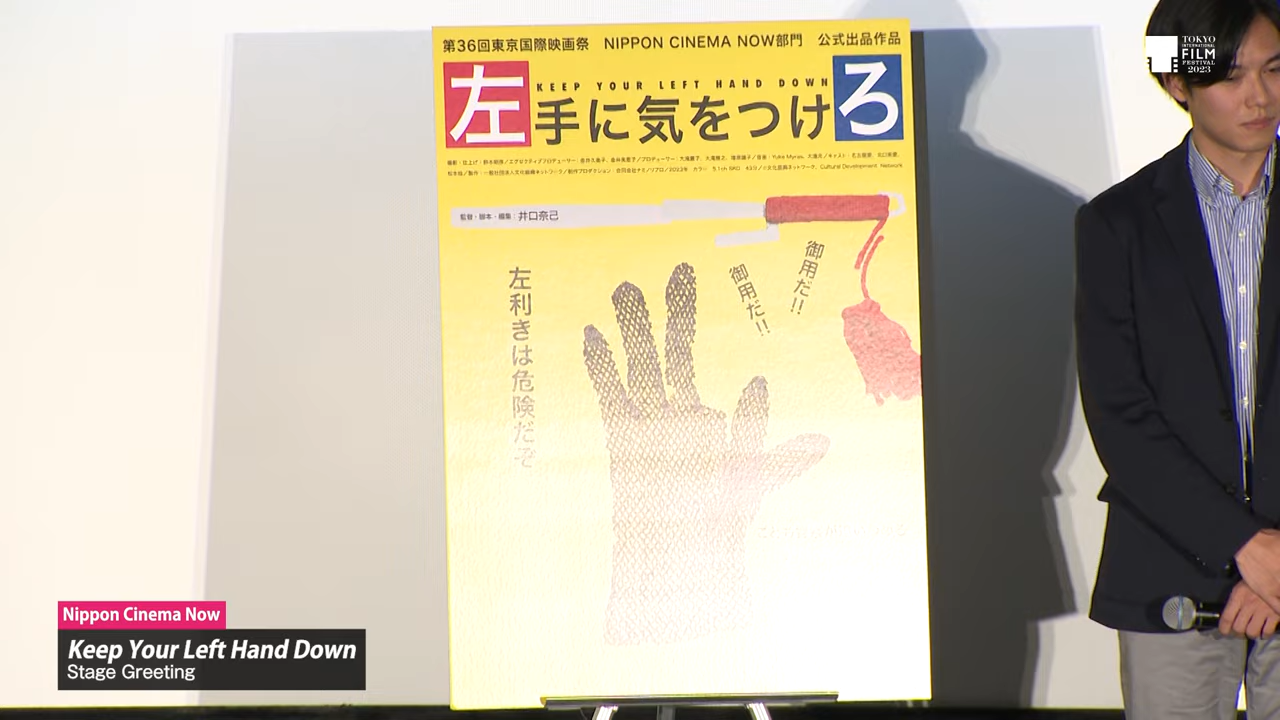 第36回東京国際映画祭 NIPPON CINEMA NOW部門 公式出品作品
KEEP YOUR LEFT HAND DOWN
左手に気をつけろ
監督・脚本・編集:井口奈己
御用だ!!
御用だ!!
左利きは危険だぞ
TOKYO
INTERNATIONAL
FILM
FESTIVAL
2023
Nippon Cinema Now
Keep Your Left Hand Down
Stage Greeting